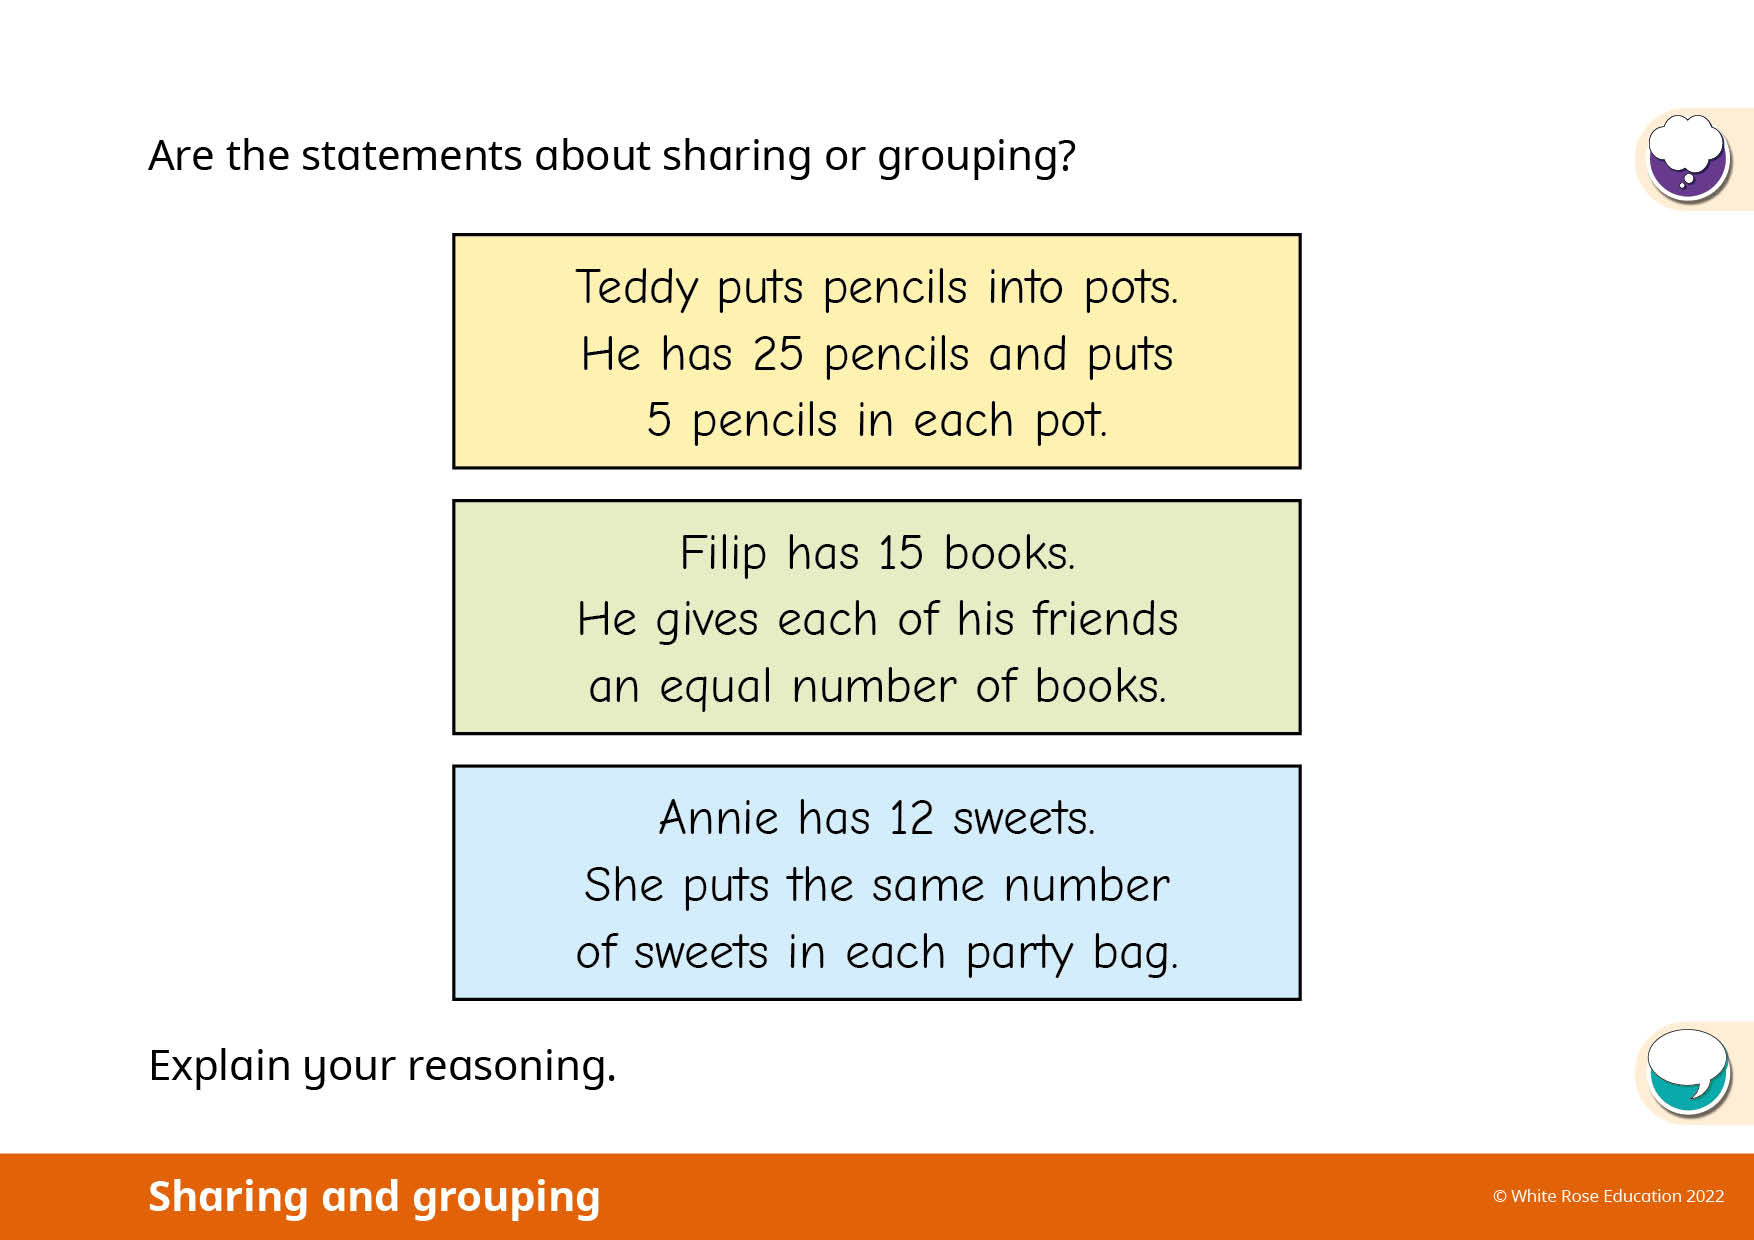 Are the statements about sharing or grouping?
Teddy puts pencils into pots.
He has 25 pencils and puts
5 pencils in each pot.
Filip has 15 books.
He gives each of his friends
an equal number of books.
Annie has 12 sweets.
She puts the same number
of sweets in each party bag.
Explain your reasoning.
Sharing and grouping
© White Rose Education 2022